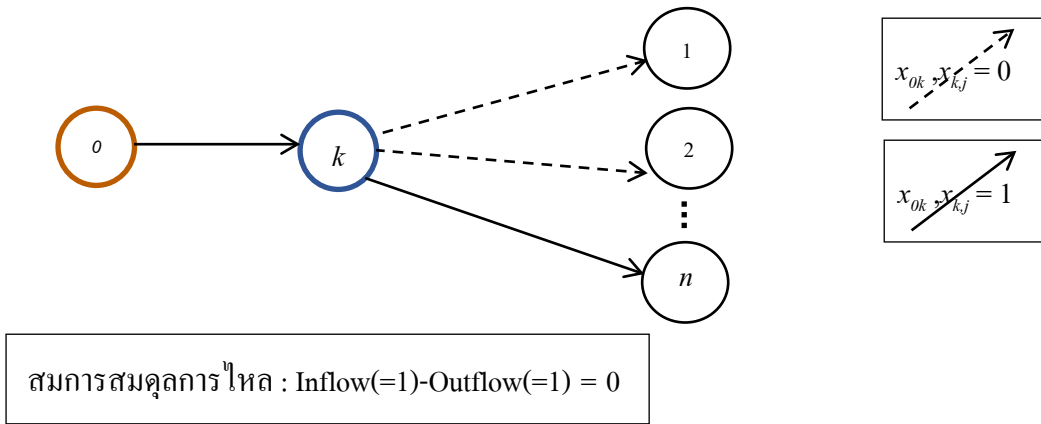 1
x0k ,xk,j = 0
0
k
2
x0k ,xk,j = 1
n
สมการสมดุลการไหล : Inflow(=1)-Outflow(=1) = 0